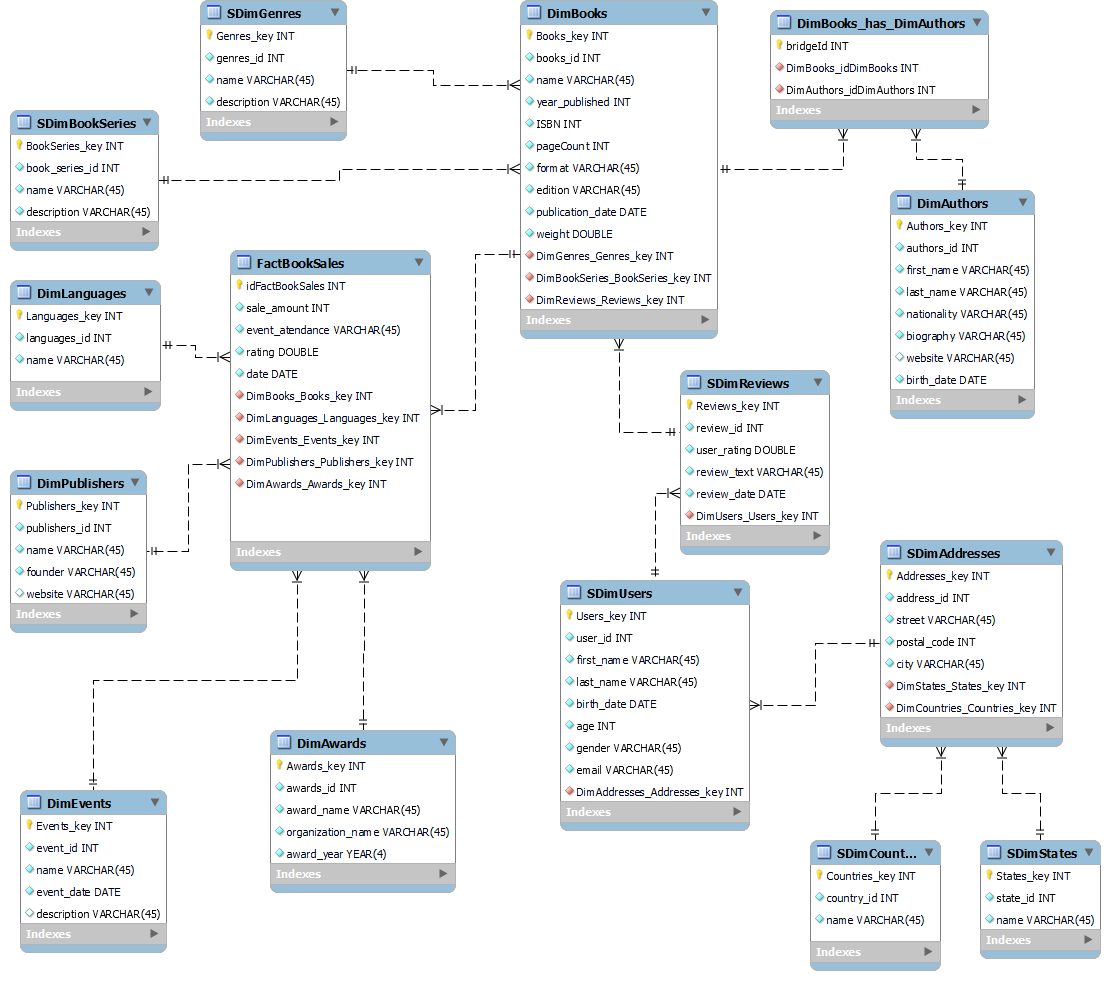 SDimGenres
Genres_key INT
genres_id INT
name VARCHAR(45)
description VARCHAR(45)
Indexes
DimBooks
Books_key INT
books_id INT
name VARCHAR(45)
year_published INT
ISBN INT
pageCount INT
format VARCHAR(45)
edition VARCHAR(45)
publication_date DATE
weight DOUBLE
DimGenres_Genres_key INT
DimBookSeries_BookSeries_key INT
DimReviews_Reviews_key INT
Indexes
DimBooks_has_DimAuthors
bridgeId INT
DimBooks_idDimBooks INT
DimAuthors_idDimAuthors INT
Indexes
SDimBookSeries
BookSeries_key INT
book_series_id INT
name VARCHAR(45)
description VARCHAR(45)
Indexes
DimAuthors
Authors_key INT
authors_id INT
first_name VARCHAR(45)
last_name VARCHAR(45)
nationality VARCHAR(45)
biography VARCHAR(45)
website VARCHAR(45)
birth_date DATE
Indexes
FactBookSales
idFactBookSales INT
sale_amount INT
event_atendance VARCHAR(45)
rating DOUBLE
date DATE
DimBooks_Books_key INT
DimLanguages_Languages_key INT
DimEvents_Events_key INT
DimPublishers_Publishers_key INT
DimAwards_Awards_key INT
Indexes
DimLanguages
Languages_key INT
languages_id INT
name VARCHAR(45)
Indexes
SDimReviews
Reviews_key INT
review_id INT
user_rating DOUBLE
review_text VARCHAR(45)
review_date DATE
DimUsers_Users_key INT
Indexes
DimPublishers
Publishers_key INT
publishers_id INT
name VARCHAR(45)
founder VARCHAR(45)
website VARCHAR(45)
Indexes
SDimAddresses
Addresses_key INT
address_id INT
street VARCHAR(45)
postal_code INT
city VARCHAR(45)
DimStates_States_key INT
DimCountries_Countries_key INT
Indexes
SDimUsers
Users_key INT
user_id INT
first_name VARCHAR(45)
last_name VARCHAR(45)
birth_date DATE
age INT
gender VARCHAR(45)
email VARCHAR(45)
DimAddresses_Addresses_key INT
Indexes
DimAwards
Awards_key INT
awards_id INT
award_name VARCHAR(45)
organization_name VARCHAR(45)
award_year YEAR(4)
Indexes
DimEvents
Events_key INT
event_id INT
name VARCHAR(45)
event_date DATE
description VARCHAR(45)
Indexes
SDimCount...
Countries_key INT
country_id INT
name VARCHAR(45)
Indexes
SDimStates
States_key INT
state_id INT
name VARCHAR(45)
Indexes